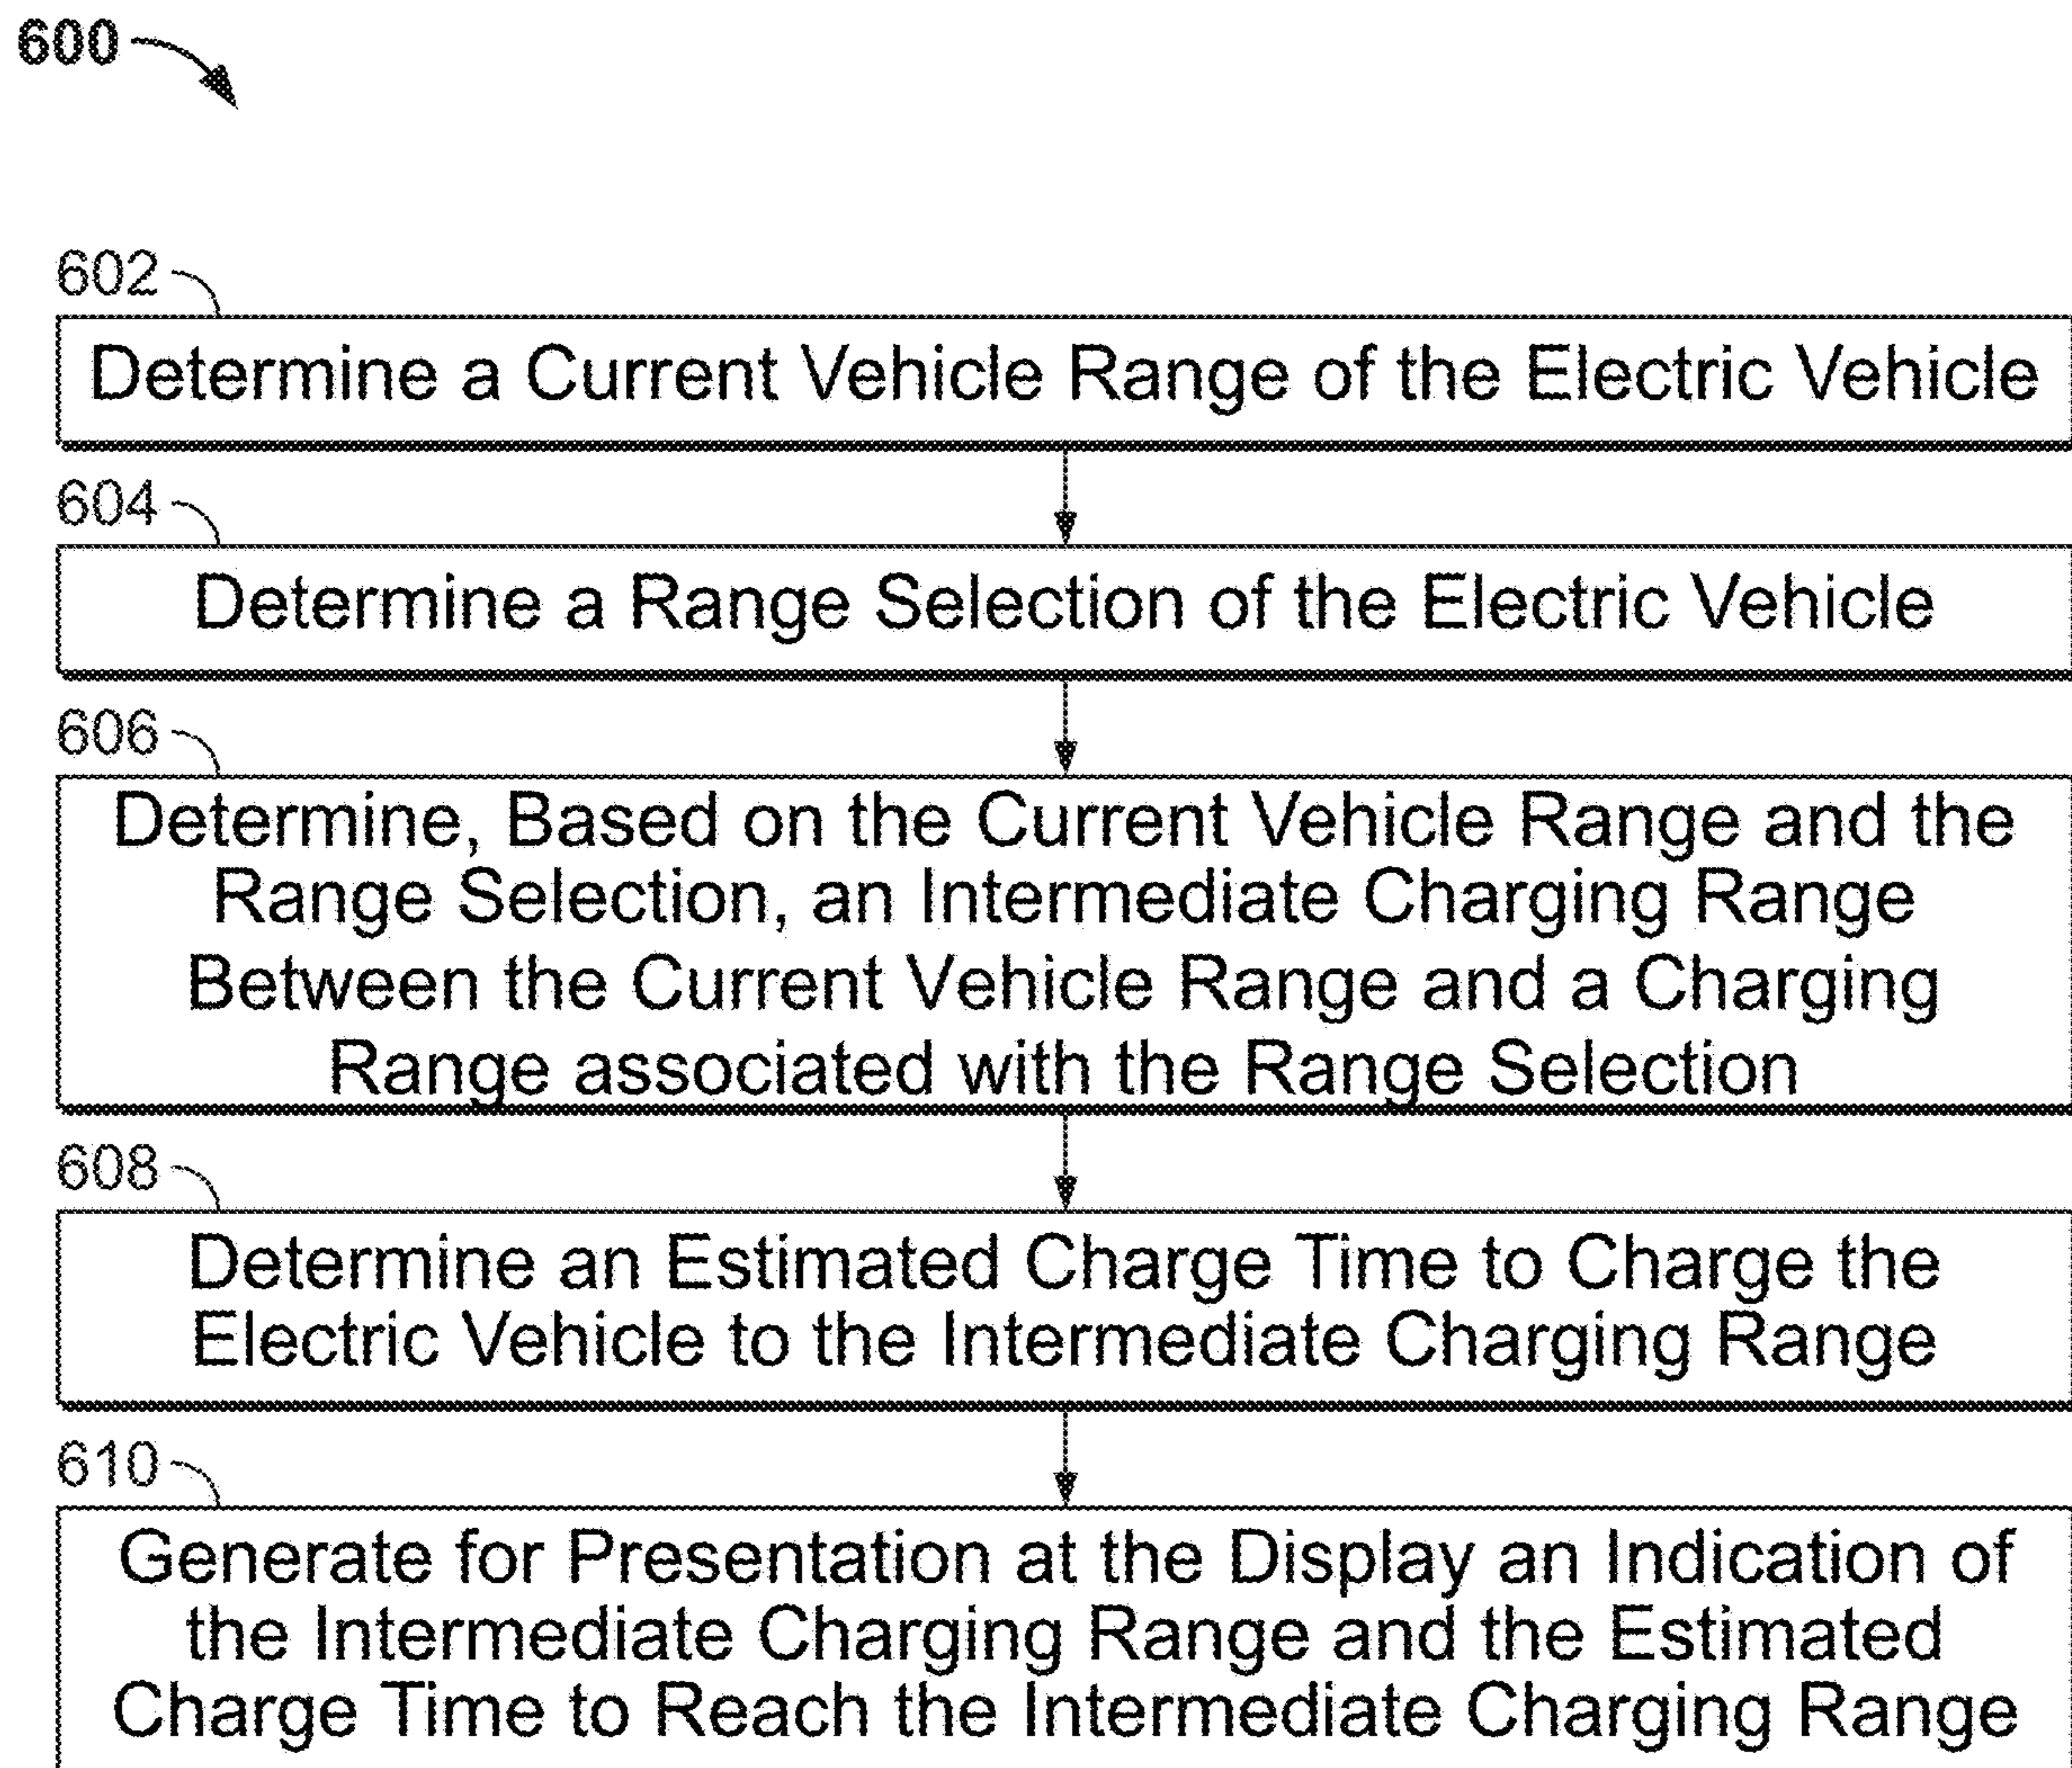 600
602
Determine a Current Vehicle Range of the Electric Vehicle
604
Determine a Range Selection of the Electric Vehicle
606
Determine, Based on the Current Vehicle Range and the
Range Selection, an Intermediate Charging Range
Between the Current Vehicle Range and a Charging
Range associated with the Range Selection
608
Determine an Estimated Charge Time to Charge the
Electric Vehicle to the Intermediate Charging Range
610
Generate for Presentation at the Display an Indication of
the Intermediate Charging Range and the Estimated
Charge Time to Reach the Intermediate Charging Range